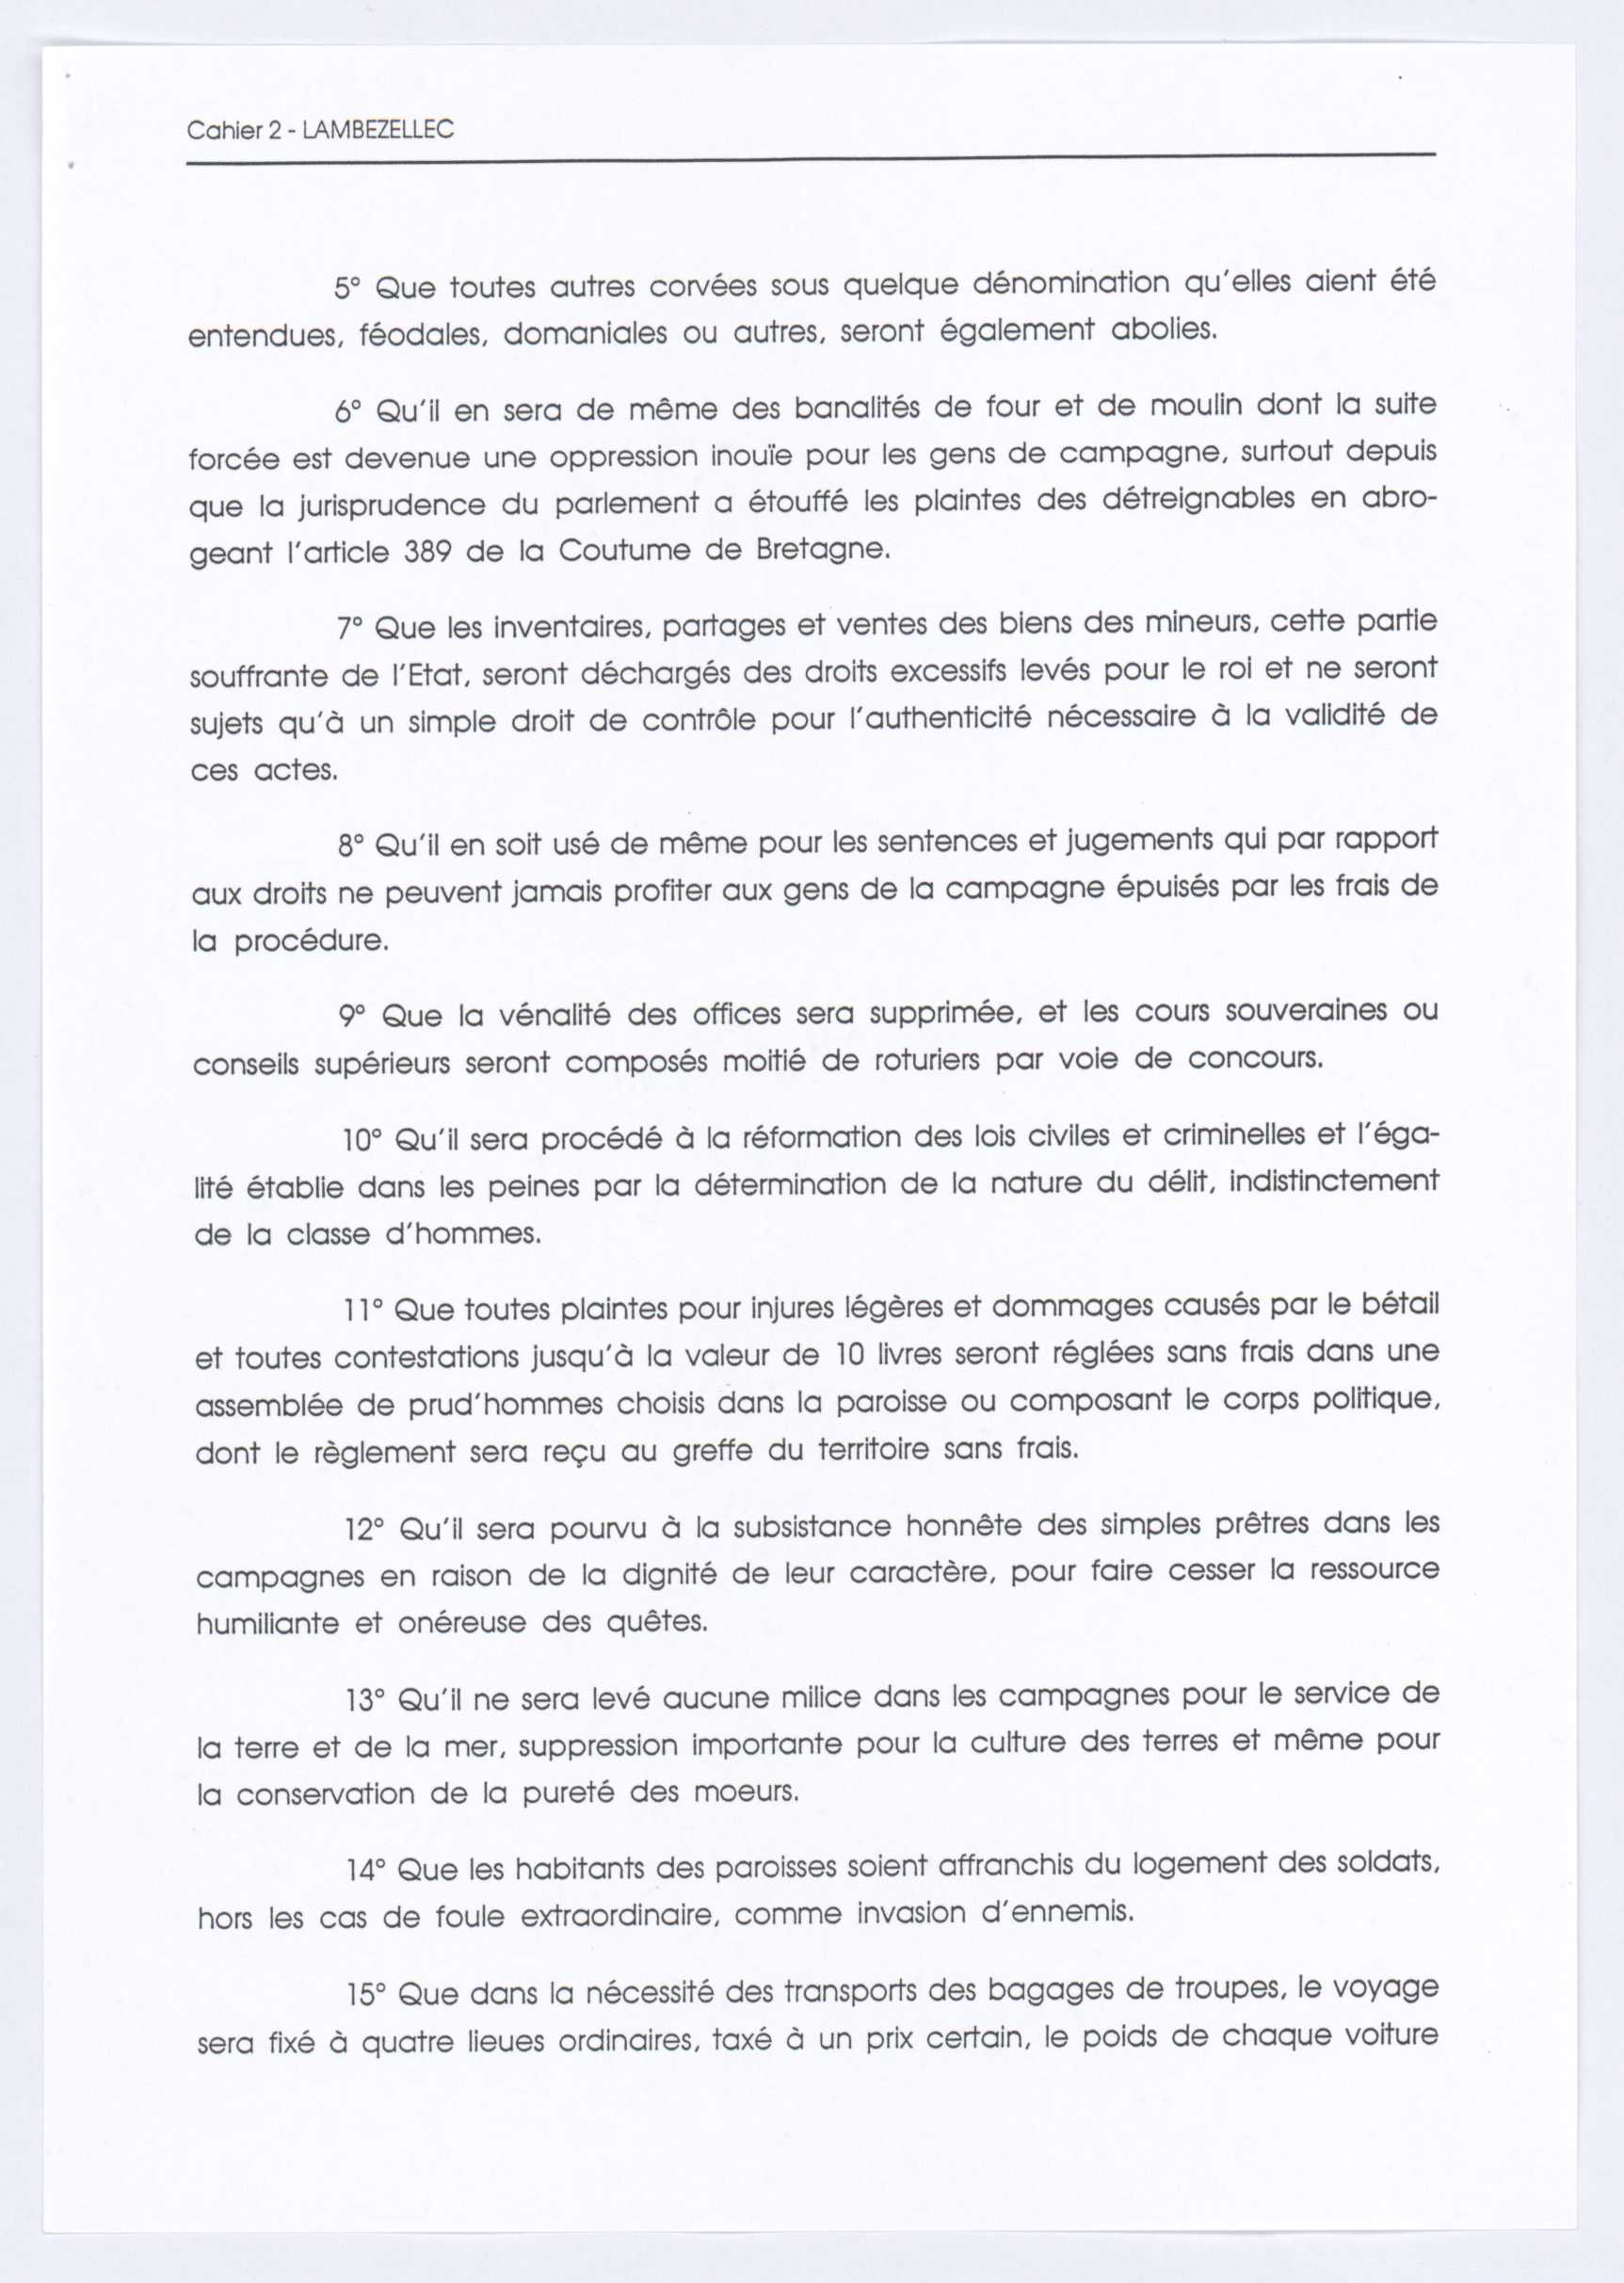 Cahier 2 - LAMBEZELLEC
5° Que toutes autres corvées sous quelque dénomination qu'elles aient été
entendues, féodales, domaniales ou autres, seront également abolies.
6° Qu'il en sera de même des banalités de four et de moulin dont la suite
forcée est devenue une oppression inouïe pour les gens de campagne, surtout depuis
que la jurisprudence du parlement a étouffé les plaintes des détreignables en abro-
geant l'article 389 de la Coutume de Bretagne.
7° Que les inventaires, partages et ventes des biens des mineurs, cette partie
souffrante de l'Etat, seront déchargés des droits excessifs levés pour le roi et ne seront
sujets qu'à un simple droit de contrôle pour l'authenticité nécessaire à la validité de
ces actes.
8° Qu'il en soit usé de même pour les sentences et jugements qui par rapport
aux droits ne peuvent jamais profiter aux gens de la campagne épuisés par les frais de
la procédure.
9° Que la vénalité des offices sera supprimée, et les cours souveraines ou
conseils supérieurs seront composés moitié de roturiers par voie de concours.
10° Qu'il sera procédé à la réformation des lois civiles et criminelles et l'éga-
lité établie dans les peines par la détermination de la nature du délit, indistinctement
de la classe d'hommes.
11° Que toutes plaintes pour injures légères et dommages causés par le bétail
et toutes contestations jusqu'à la valeur de 10 livres seront réglées sans frais dans une
assemblée de prud'hommes choisis dans la paroisse ou composant le corps politique,
dont le règlement sera reçu au greffe du territoire sans frais.
12° Qu'il sera pourvu à la subsistance honnête des simples prêtres dans les
campagnes en raison de la dignité de leur caractère, pour faire cesser la ressource
humiliante et onéreuse des quêtes.
13° Qu'il ne sera levé aucune milice dans les campagnes pour le service de
la terre et de la mer, suppression importante pour la culture des terres et même pour
la conservation de la pureté des moeurs.
14° Que les habitants des paroisses soient affranchis du logement des soldats,
hors les cas de foule extraordinaire, comme invasion d'ennemis.
15° Que dans la nécessité des transports des bagages de troupes, le voyage
sera fixé à quatre lieues ordinaires, taxé à un prix certain, le poids de chaque voiture